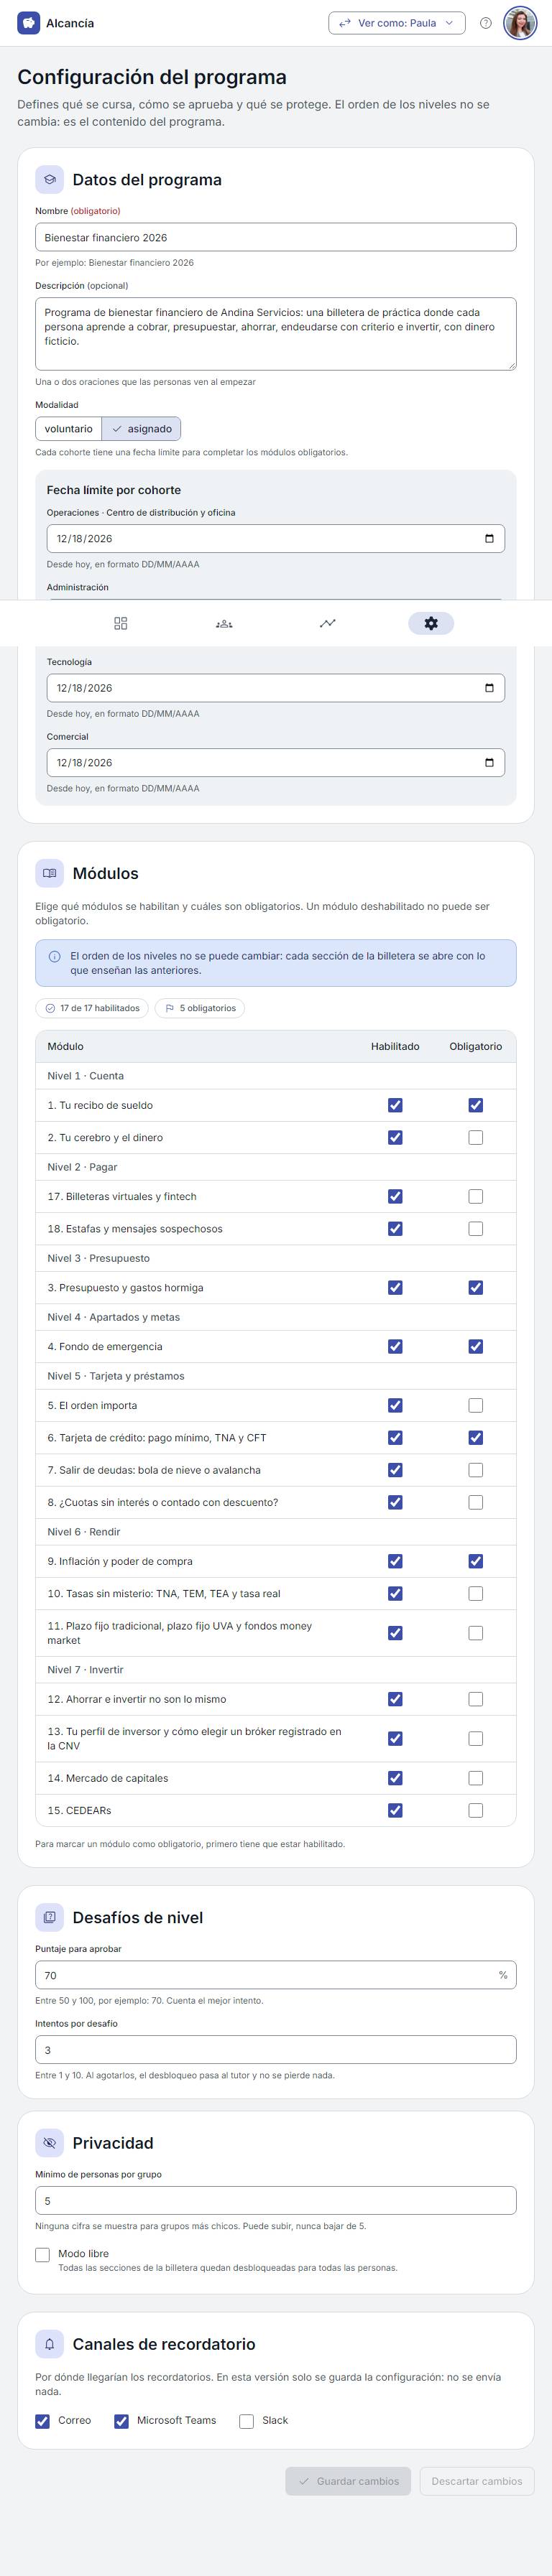 Alcancía
Ver como: Paula
Configuración del programa
Defines qué se cursa, cómo se aprueba y qué se protege. El orden de los niveles no se
cambia: es el contenido del programa.
Datos del programa
Nombre (obligatorio)
Bienestar financiero 2026
Por ejemplo: Bienestar financiero 2026
Descripción (opcional)
Programa de bienestar financiero de Andina Servicios: una billetera de práctica donde cada
persona aprende a cobrar, presupuestar, ahorrar, endeudarse con criterio e invertir, con dinero
ficticio.
Una o dos oraciones que las personas ven al empezar
Modalidad
voluntario
asignado
Cada cohorte tiene una fecha límite para completar los módulos obligatorios.
Fecha límite por cohorte
Operaciones · Centro de distribución y oficina
12/18/2026
Desde hoy, en formato DD/MM/AAAA
Administración
Tecnología
12/18/2026
Desde hoy, en formato DD/MM/AAAA
Comercial
12/18/2026
Desde hoy, en formato DD/MM/AAAA
Módulos
Elige qué módulos se habilitan y cuáles son obligatorios. Un módulo deshabilitado no puede ser
obligatorio.
El orden de los niveles no se puede cambiar: cada sección de la billetera se abre con lo
que enseñan las anteriores.
17 de 17 habilitados
5 obligatorios
Módulo Habilitado Obligatorio
Nivel 1 · Cuenta
1. Tu recibo de sueldo
2. Tu cerebro y el dinero
Nivel 2 · Pagar
17. Billeteras virtuales y fintech
18. Estafas y mensajes sospechosos
Nivel 3 · Presupuesto
3. Presupuesto y gastos hormiga
Nivel 4 · Apartados y metas
4. Fondo de emergencia
Nivel 5 · Tarjeta y préstamos
5. El orden importa
6. Tarjeta de crédito: pago mínimo, TNA y CFT
7. Salir de deudas: bola de nieve o avalancha
8. ¿Cuotas sin interés o contado con descuento?
Nivel 6 · Rendir
9. Inflación y poder de compra
10. Tasas sin misterio: TNA, TEM, TEA y tasa real
11. Plazo fijo tradicional, plazo fijo UVA y fondos money
market
Nivel 7 · Invertir
12. Ahorrar e invertir no son lo mismo
13. Tu perfil de inversor y cómo elegir un bróker registrado en
la CNV
14. Mercado de capitales
15. CEDEARs
Para marcar un módulo como obligatorio, primero tiene que estar habilitado.
Desafíos de nivel
Puntaje para aprobar
70 %
Entre 50 y 100, por ejemplo: 70. Cuenta el mejor intento.
Intentos por desafío
3
Entre 1 y 10. Al agotarlos, el desbloqueo pasa al tutor y no se pierde nada.
Privacidad
Mínimo de personas por grupo
5
Ninguna cifra se muestra para grupos más chicos. Puede subir, nunca bajar de 5.
Modo libre
Todas las secciones de la billetera quedan desbloqueadas para todas las personas.
Canales de recordatorio
Por dónde llegarían los recordatorios. En esta versión solo se guarda la configuración: no se envía
nada.
Correo
Microsoft Teams
Slack
Guardar cambios
Descartar cambios